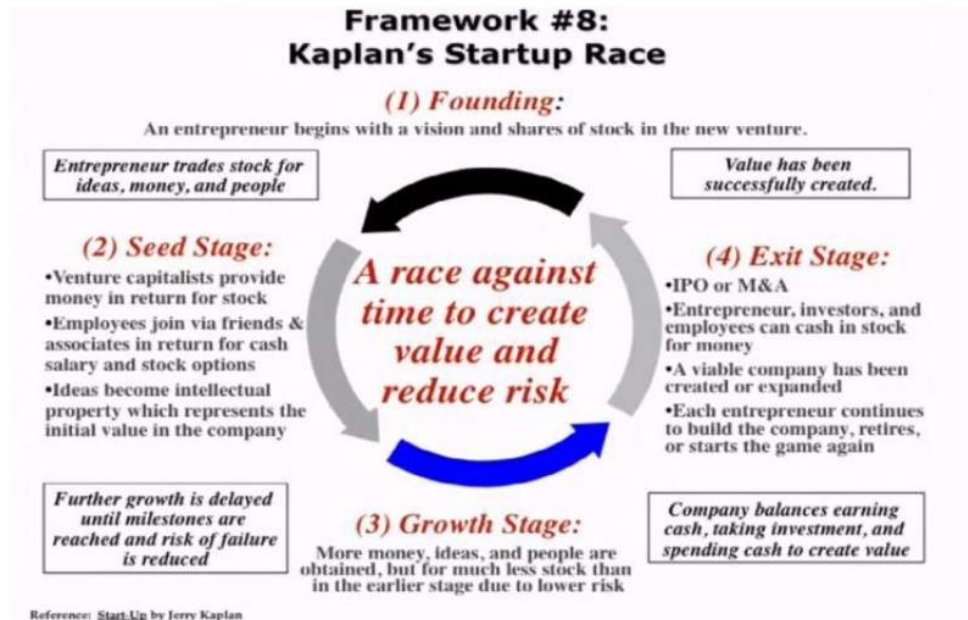 Framework #8:
Kaplan's Startup Race
(1) Founding:
An entrepreneur begins with a vision and shares of stock in the new venture.
Entrepreneur trades stock for
ideas, money, and people
Value has been
successfully created.
(2) Seed Stage:
•Venture capitalists provide
money in return for stock
•Employees join via friends &
associates in return for cash
salary and stock options
•Ideas become intellectual
property which represents the
initial value in the company
A race against
time to create
value and
reduce risk
(4) Exit Stage:
•IPO or M&A
•Entrepreneur, investors, and
employees can cash in stock
for money
•A viable company has been
created or expanded
•Each entrepreneur continues
to build the company, retires,
or starts the game again
Further growth is delayed
until milestones are
reached and risk of failure
is reduced
(3) Growth Stage:
More money, ideas, and people are
obtained, but for much less stock than
in the earlier stage due to lower risk
Company balances earning
cash, taking investment, and
spending cash to create value
Reference: Start-Up by Jerry Kaplan